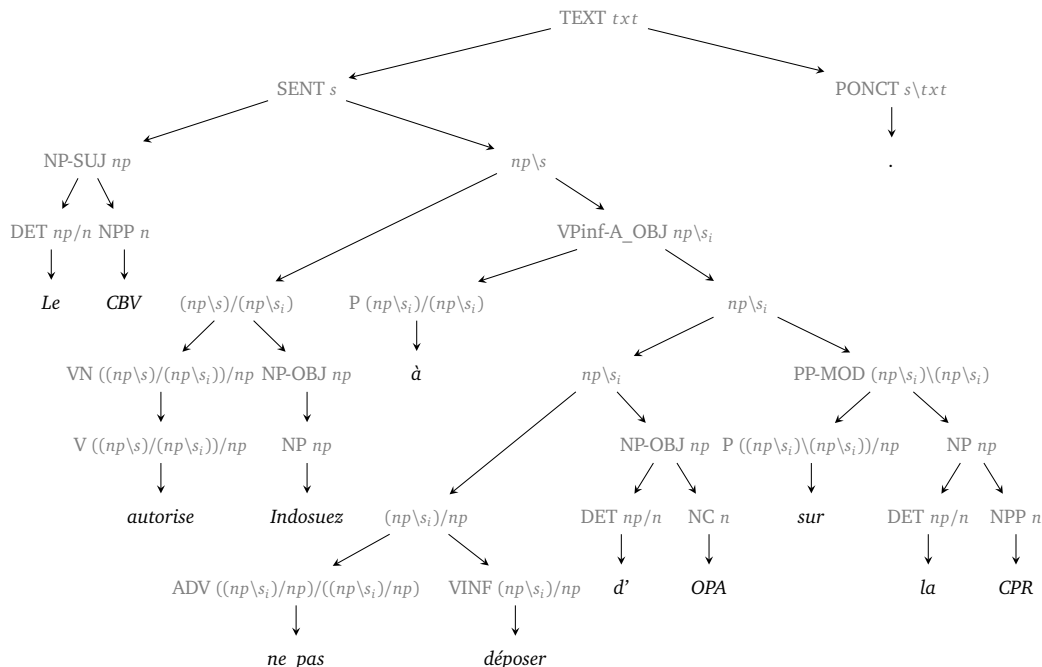 TEXT txt
SENT s PONCT s\txt
NP-SUJ np np\s .
DET np/n NPP n VPinf-A_OBJ np\s_i
Le CBV (np\s)/(np\s_i) P (np\s_i)/(np\s_i) np\s_i
VN ((np\s)/(np\s_i))/np NP-OBJ np à np\s_i PP-MOD (np\s_i)\(np\s_i)
V ((np\s)/(np\s_i))/np NP np NP-OBJ np P ((np\s_i)\(np\s_i))/np NP np
autorise Indosuez (np\s_i)/np DET np/n NC n sur DET np/n NPP n
ADV ((np\s_i)/np)/((np\s_i)/np) VINF (np\s_i)/np d' OPA la CPR
ne_pas déposer